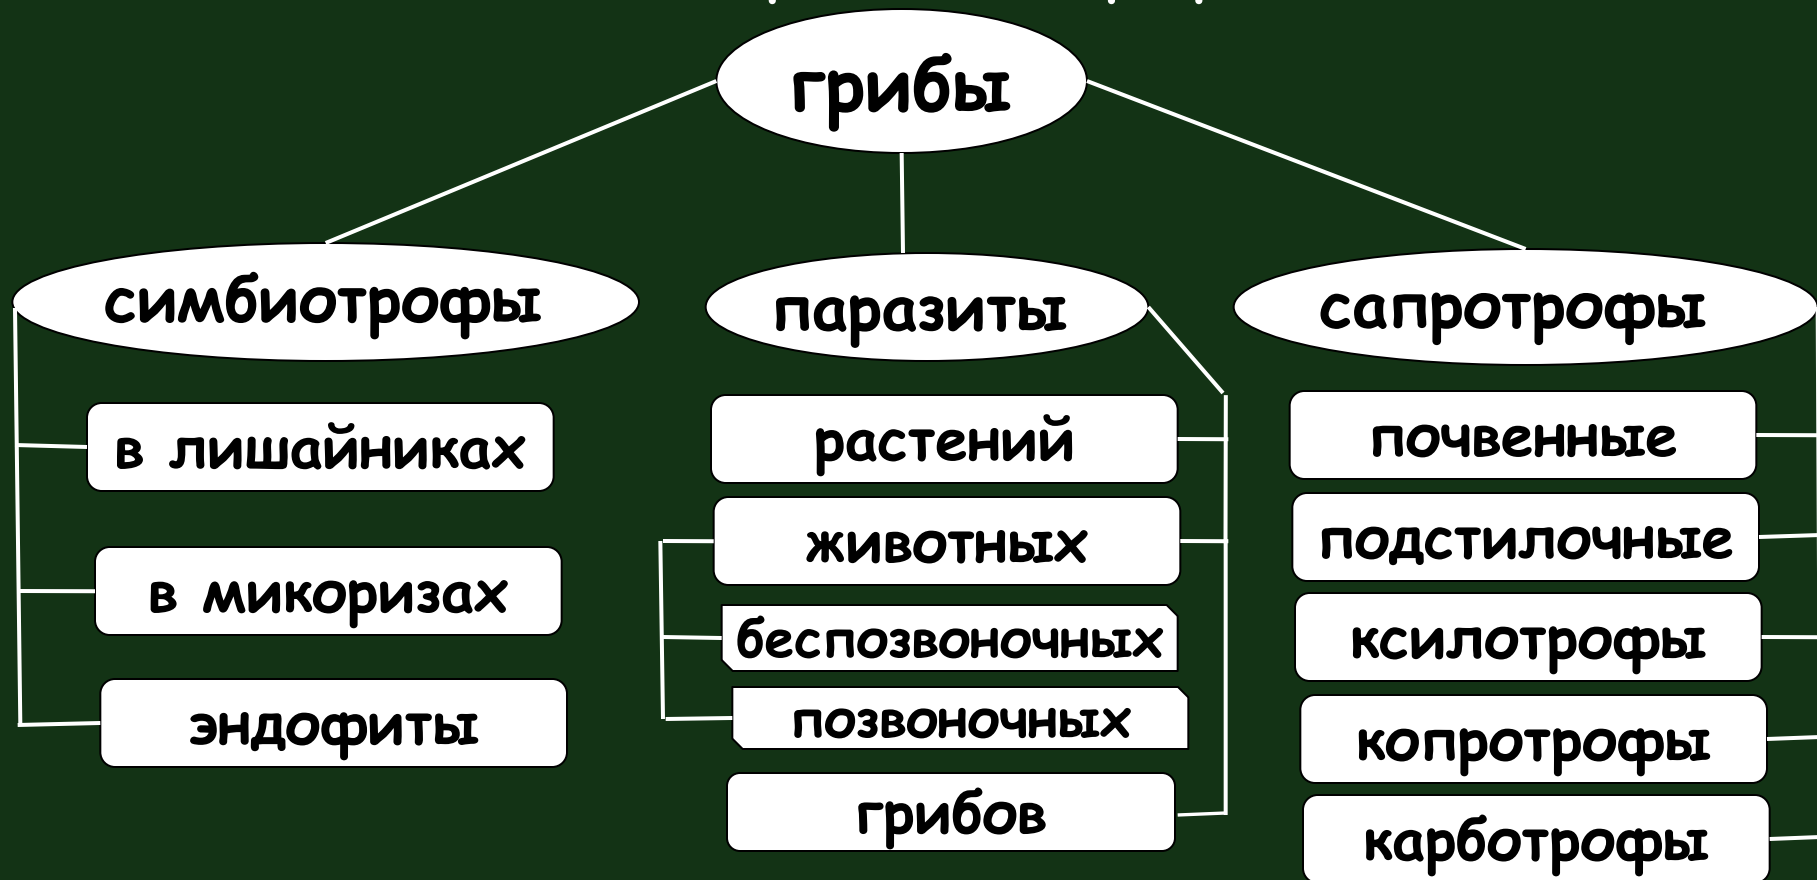 грибы
симбиотрофы
в лишайниках
в микоризах
эндофиты
паразиты
растений
животных
беспозвоночных
позвоночных
грибов
сапротрофы
почвенные
подстилочные
ксилотрофы
копротрофы
карботрофы